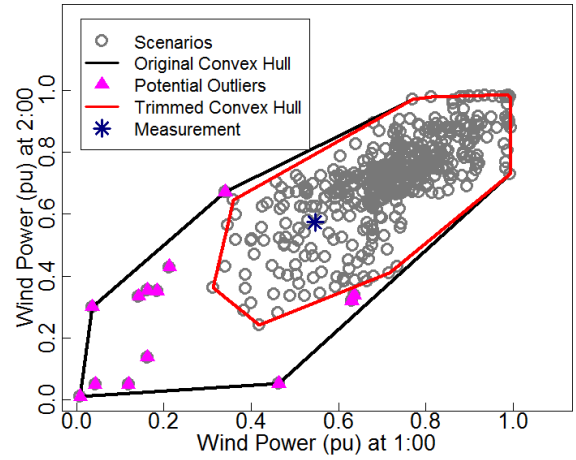 Scenarios
Original Convex Hull
Potential Outliers
Trimmed Convex Hull
Measurement
Wind Power (pu) at 2:00
1.0
0.8
0.6
0.4
0.2
0.0
0.0 0.2 0.4 0.6 0.8 1.0
Wind Power (pu) at 1:00